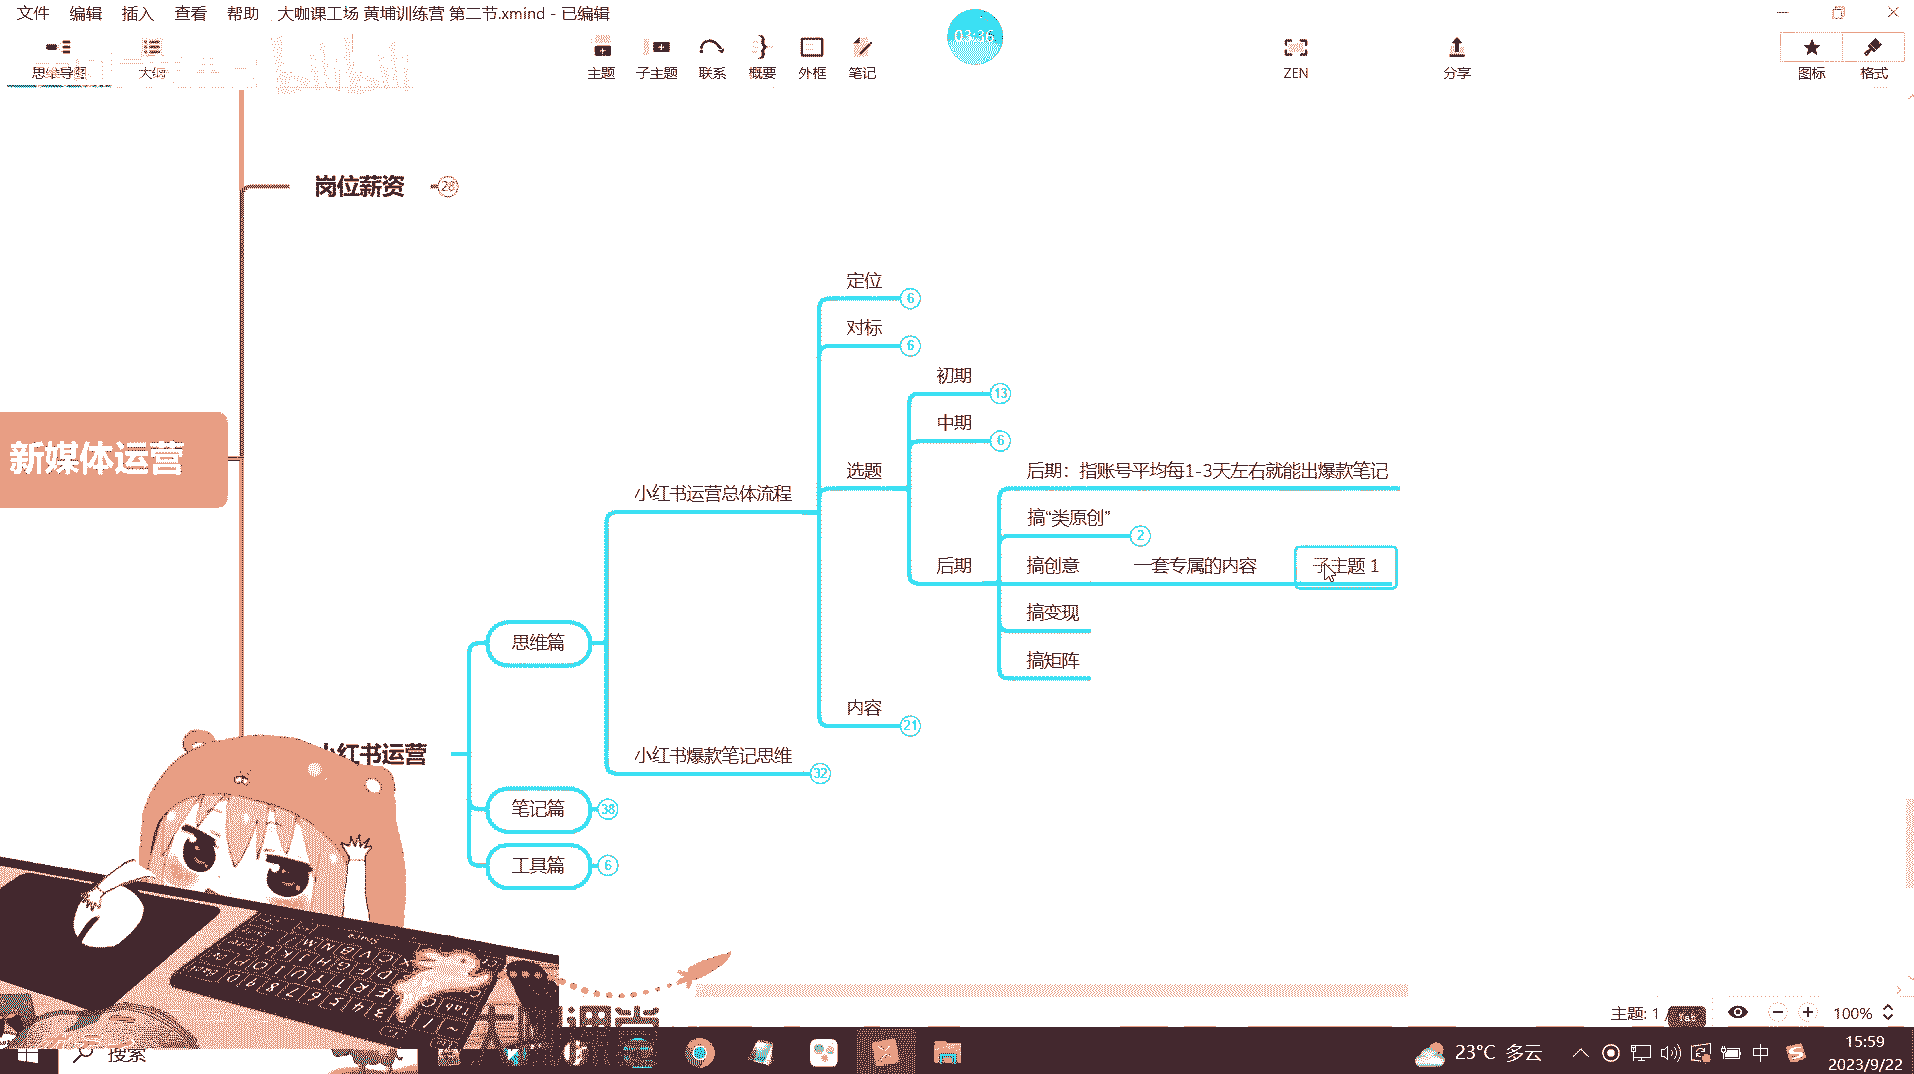 文件 编辑 插入 查看 帮助 大咖课工场 黄埔训练营 第二节.xmind - 已编辑
03:36
思维导图 大纲 主题 子主题 联系 概要 外框 笔记 ZEN 分享 图标 格式
岗位薪资 28
定位 6
对标 6
初期 13
中期 6
选题
后期：指账号平均每1-3天左右就能出爆款笔记
小红书运营总体流程
搞“类原创” 2
后期
搞创意 一套专属的内容 子主题 1
搞变现
搞矩阵
新媒体运营
思维篇
内容 21
小红书运营
小红书爆款笔记思维 32
笔记篇 38
工具篇 6
主题: 1 /
Tab
100%
搜索
23°C 多云
中
15:59
2023/9/22